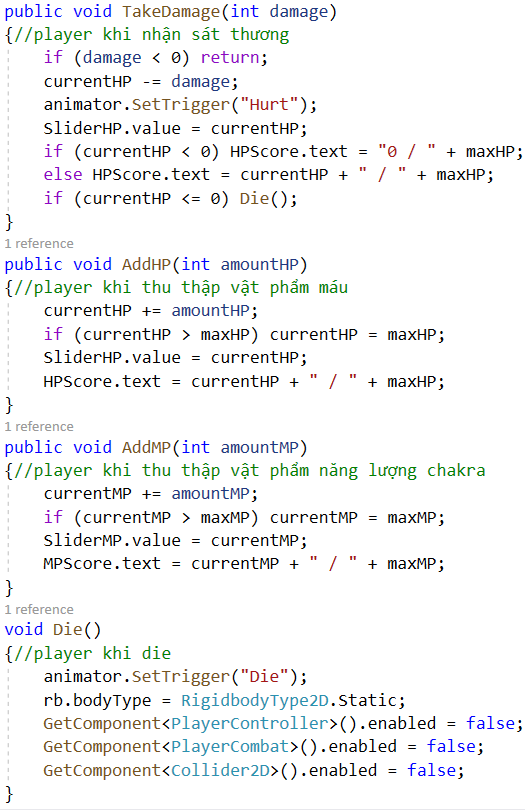 public void TakeDamage(int damage)
{//player khi nhận sát thương
if (damage < 0) return;
currentHP -= damage;
animator.SetTrigger("Hurt");
SliderHP.value = currentHP;
if (currentHP < 0) HPScore.text = "0 / " + maxHP;
else HPScore.text = currentHP + " / " + maxHP;
if (currentHP <= 0) Die();
}
1 reference
public void AddHP(int amountHP)
{//player khi thu thập vật phẩm máu
currentHP += amountHP;
if (currentHP > maxHP) currentHP = maxHP;
SliderHP.value = currentHP;
HPScore.text = currentHP + " / " + maxHP;
}
1 reference
public void AddMP(int amountMP)
{//player khi thu thập vật phẩm năng lượng chakra
currentMP += amountMP;
if (currentMP > maxMP) currentMP = maxMP;
SliderMP.value = currentMP;
MPScore.text = currentMP + " / " + maxMP;
}
1 reference
void Die()
{//player khi die
animator.SetTrigger("Die");
rb.bodyType = RigidbodyType2D.Static;
GetComponent<PlayerController>().enabled = false;
GetComponent<PlayerCombat>().enabled = false;
GetComponent<Collider2D>().enabled = false;
}